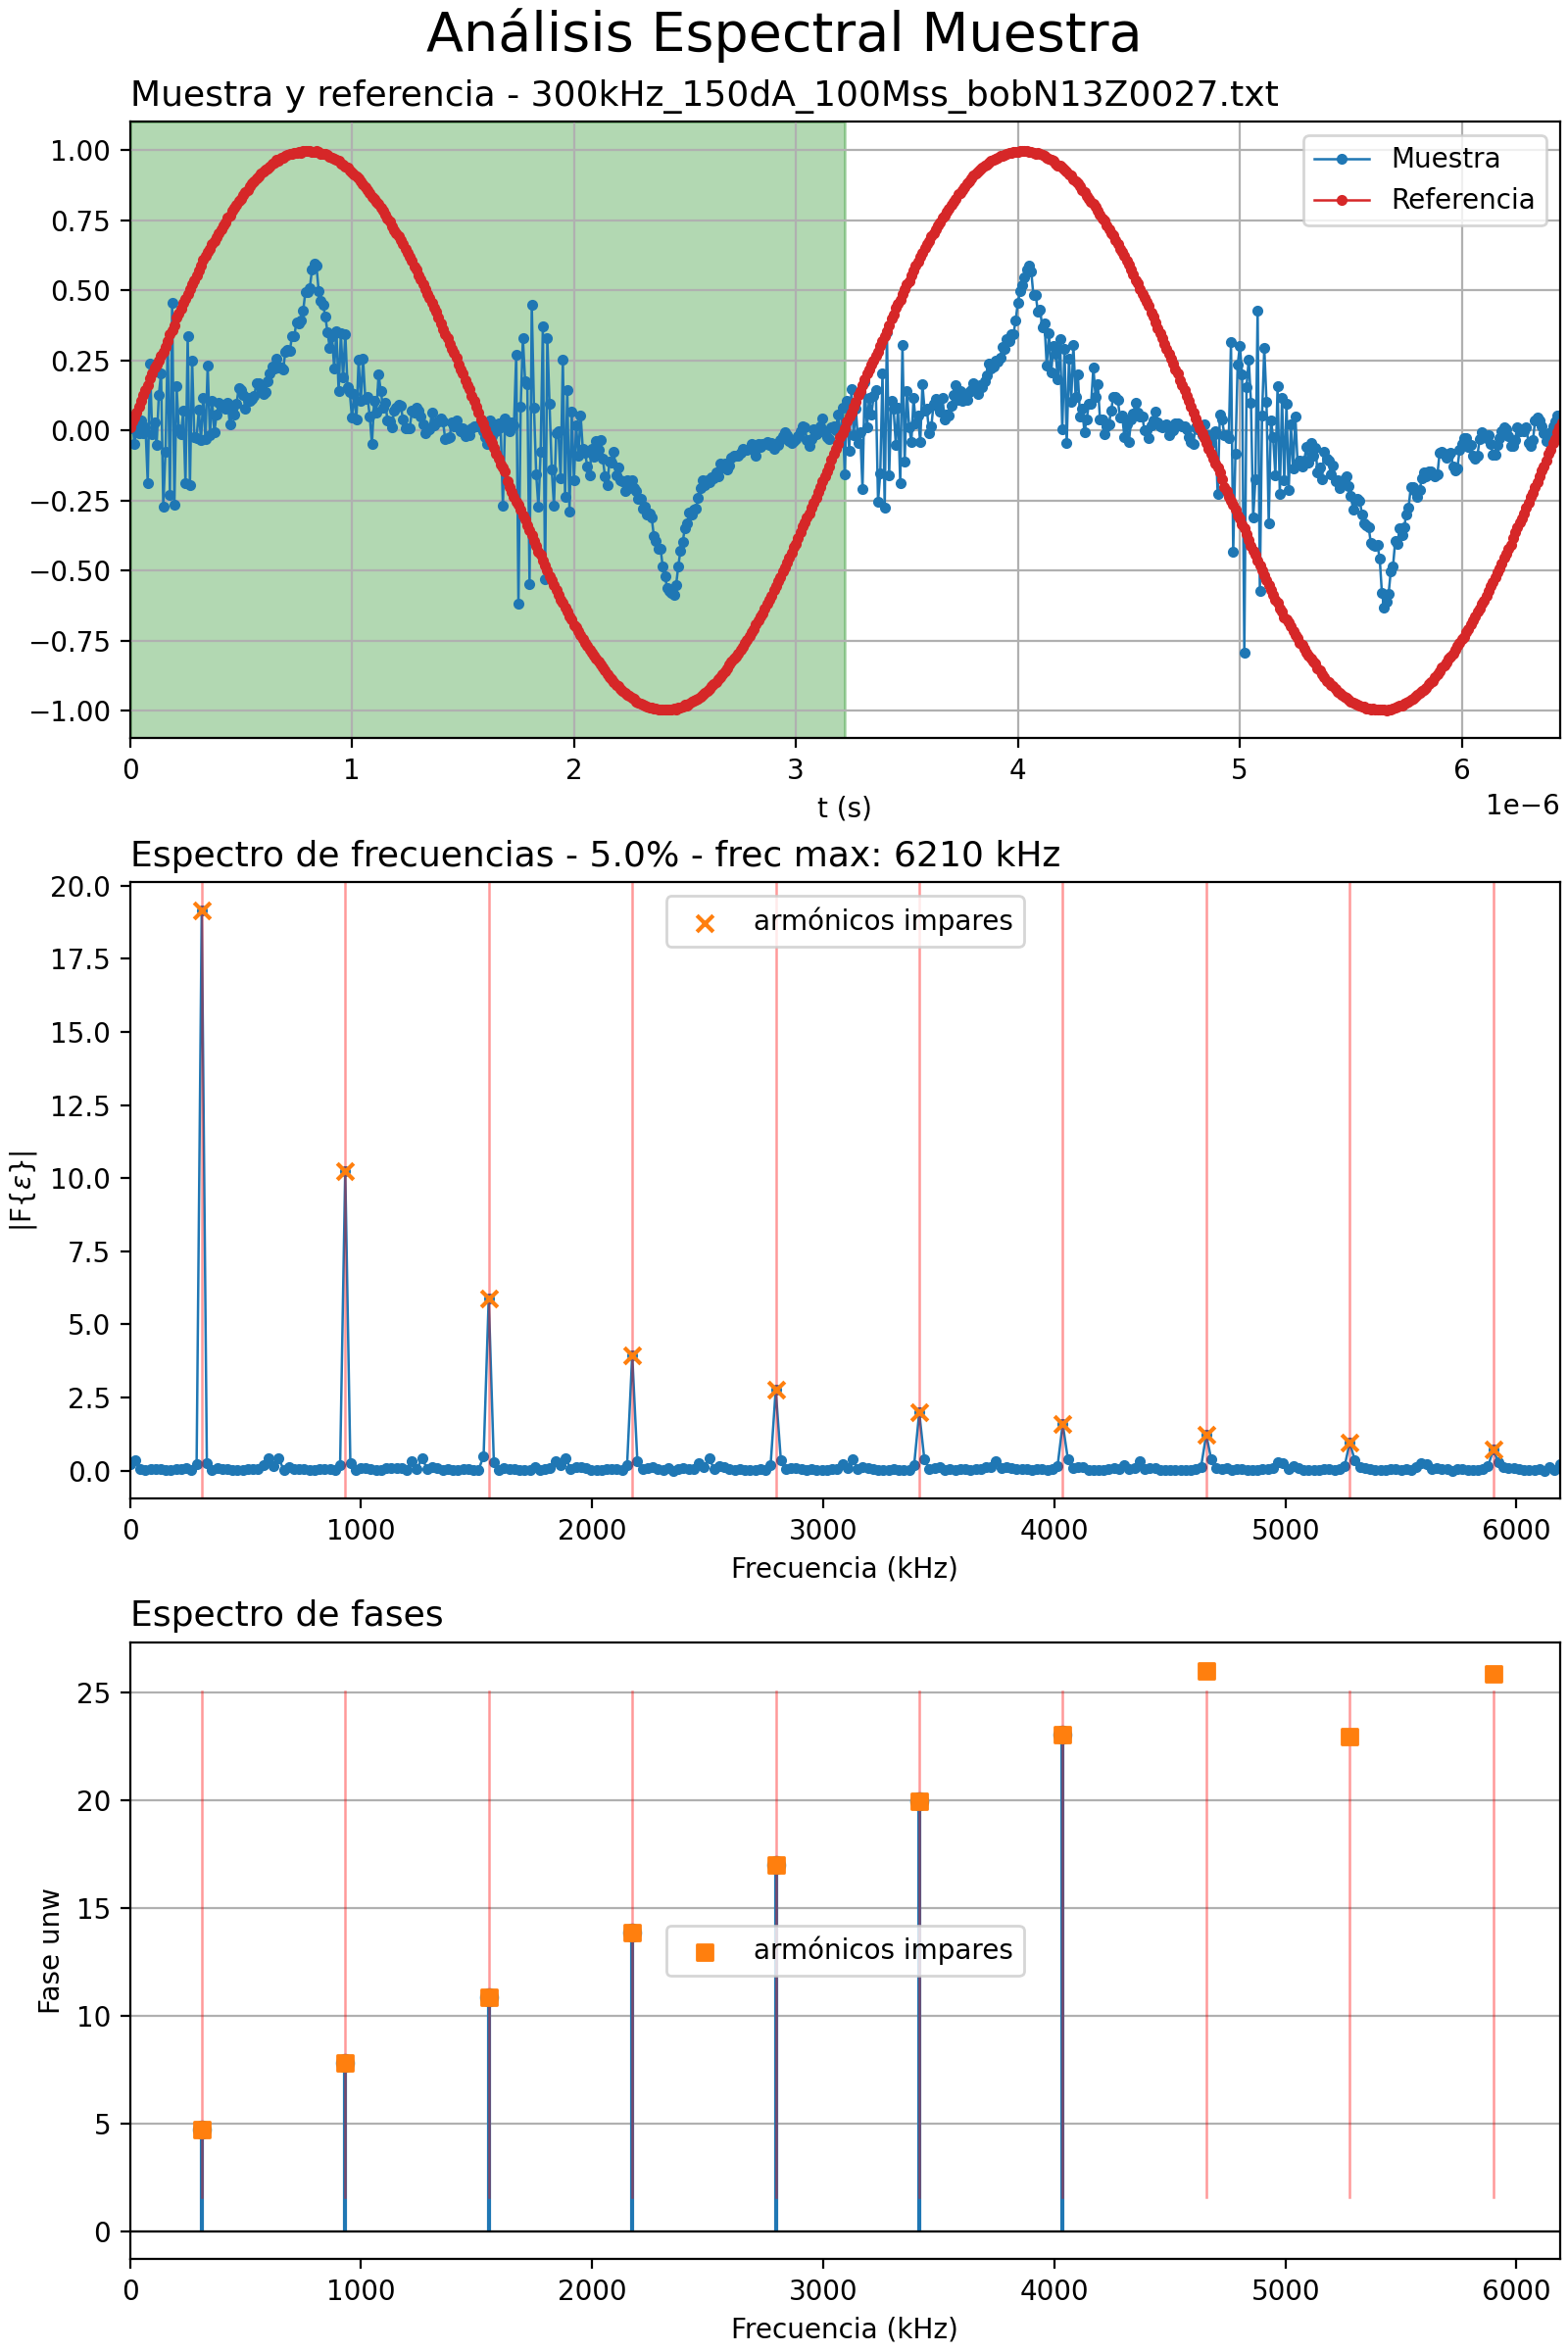 Análisis Espectral Muestra
Muestra y referencia - 300kHz_150dA_100Mss_bobN13Z0027.txt
1.00
0.75
0.50
0.25
0.00
−0.25
−0.50
−0.75
−1.00
Muestra
Referencia
0 1 2 3 4 5 6
t (s)
1e−6
Espectro de frecuencias - 5.0% - frec max: 6210 kHz
20.0
17.5
15.0
12.5
10.0
7.5
5.0
2.5
0.0
|F{ε}|
armónicos impares
0 1000 2000 3000 4000 5000 6000
Frecuencia (kHz)
Espectro de fases
25
20
15
10
5
0
Fase unw
armónicos impares
0 1000 2000 3000 4000 5000 6000
Frecuencia (kHz)